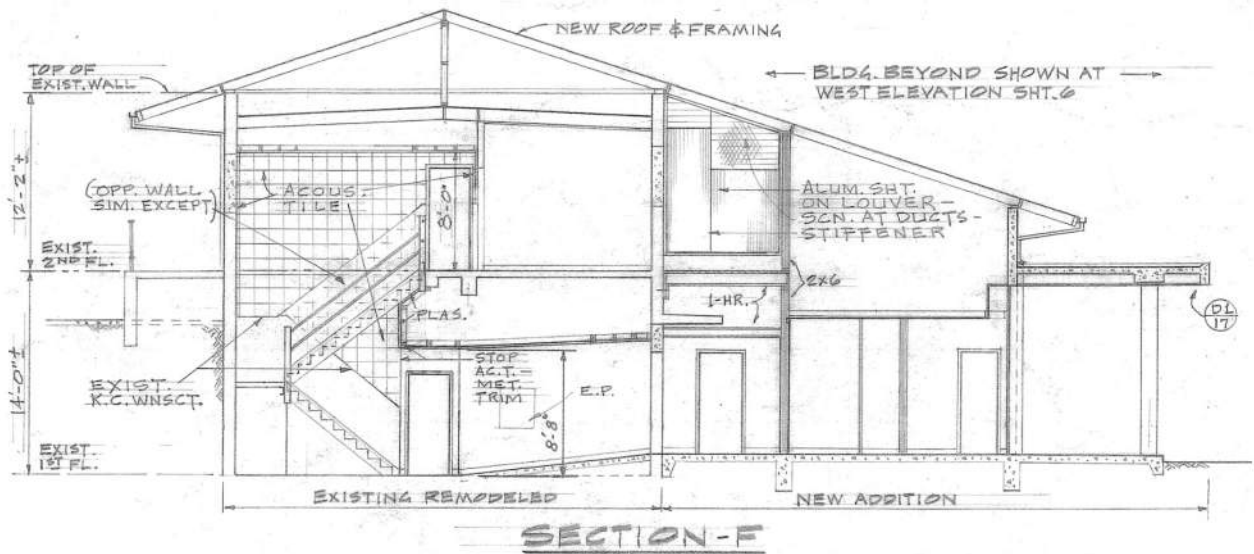 NEW ROOF & FRAMING
TOP OF
EXIST. WALL
← BLDG. BEYOND SHOWN AT →
WEST ELEVATION SHT. 6
12'-2"±
OPP. WALL
SIM. EXCEPT
ACOUS.
TILE
8'-0"
ALUM. SHT.
ON LOUVER -
SCN. AT DUCTS -
STIFFENER
EXIST.
2ND FL.
2X6
1-HR.
PLAS.
D1
17
14'-0"±
EXIST.
K.C. WNSCT.
STOP
AC.T. -
MET.
TRIM
E.P.
8'-8"
EXIST.
1ST FL.
EXISTING REMODELED
NEW ADDITION
SECTION - F